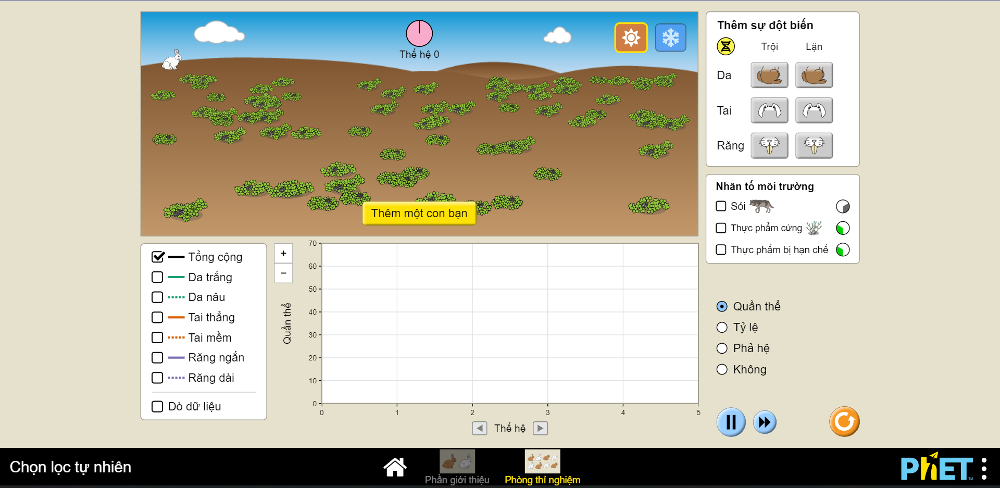 Thế hệ 0
Thêm một con bạn
Thêm sự đột biến
Trội
Lặn
Da
Tai
Răng
Nhân tố môi trường
Sói
Thực phẩm cứng
Thực phẩm bị hạn chế
Tổng cộng
Da trắng
Da nâu
Tai thẳng
Tai mềm
Răng ngắn
Răng dài
Dò dữ liệu
+
−
Quần thể
70
60
50
40
30
20
10
0
0
1
2
3
4
5
Thế hệ
Quần thể
Tỷ lệ
Phả hệ
Không
Chọn lọc tự nhiên
Phần giới thiệu
Phòng thí nghiệm
PhET™